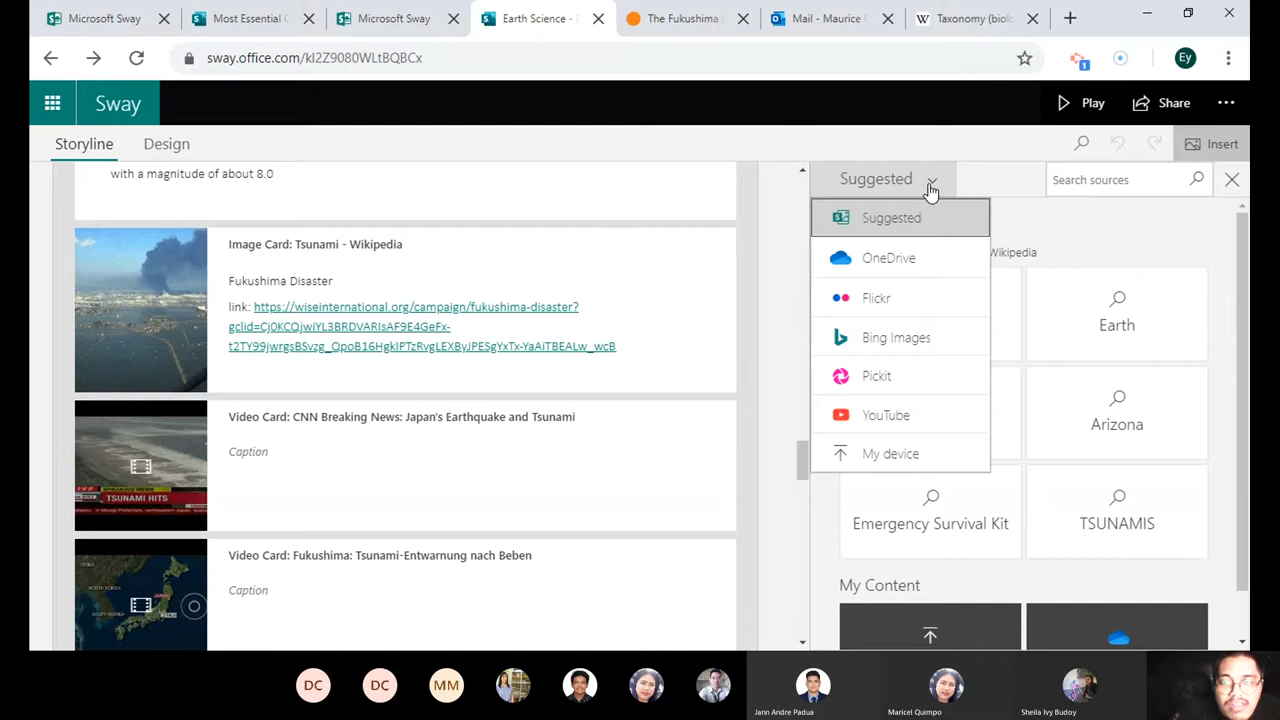 Microsoft Sway
Most Essential
Microsoft Sway
Earth Science -
The Fukushima
Mail - Maurice
W
Taxonomy (biol
sway.office.com/kI2Z9080WLtBQBCx
1
Ey
Sway
Play
Share
Storyline
Design
Insert
with a magnitude of about 8.0
Suggested
Search sources
Suggested
OneDrive
Flickr
Bing Images
Pickit
YouTube
My device
Wikipedia
Earth
Arizona
Emergency Survival Kit
TSUNAMIS
My Content
Image Card: Tsunami - Wikipedia
Fukushima Disaster
link: https://wiseinternational.org/campaign/fukushima-disaster?
gclid=Cj0KCQjwiYL3BRDVARIsAF9E4GeFx-
t2TY99jwrgsBSvzg_QpoB16HgklPTzRvgLEXByJPESgYxTx-YaAiTBEALw_wcB
Video Card: CNN Breaking News: Japan's Earthquake and Tsunami
Caption
TSUNAMI HITS
Video Card: Fukushima: Tsunami-Entwarnung nach Beben
Caption
DC
DC
MM
Jann Andre Padua
Maricel Quimpo
Sheila Ivy Budoy